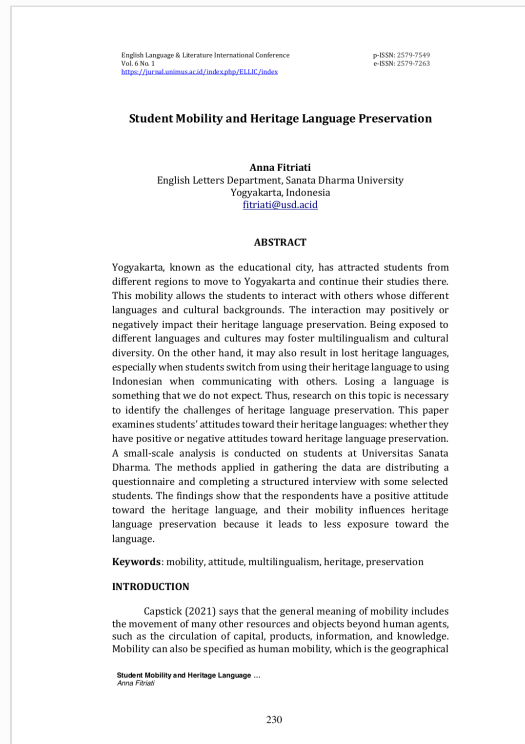 English Language & Literature International Conference
Vol. 6 No. 1
https://jurnal.unimus.ac.id/index.php/ELLIC/index
p-ISSN: 2579-7549
e-ISSN: 2579-7263
Student Mobility and Heritage Language Preservation
Anna Fitriati
English Letters Department, Sanata Dharma University
Yogyakarta, Indonesia
fitriati@usd.acid
ABSTRACT
Yogyakarta, known as the educational city, has attracted students from
different regions to move to Yogyakarta and continue their studies there.
This mobility allows the students to interact with others whose different
languages and cultural backgrounds. The interaction may positively or
negatively impact their heritage language preservation. Being exposed to
different languages and cultures may foster multilingualism and cultural
diversity. On the other hand, it may also result in lost heritage languages,
especially when students switch from using their heritage language to using
Indonesian when communicating with others. Losing a language is
something that we do not expect. Thus, research on this topic is necessary
to identify the challenges of heritage language preservation. This paper
examines students' attitudes toward their heritage languages: whether they
have positive or negative attitudes toward heritage language preservation.
A small-scale analysis is conducted on students at Universitas Sanata
Dharma. The methods applied in gathering the data are distributing a
questionnaire and completing a structured interview with some selected
students. The findings show that the respondents have a positive attitude
toward the heritage language, and their mobility influences heritage
language preservation because it leads to less exposure toward the
language.
Keywords: mobility, attitude, multilingualism, heritage, preservation
INTRODUCTION
Capstick (2021) says that the general meaning of mobility includes
the movement of many other resources and objects beyond human agents,
such as the circulation of capital, products, information, and knowledge.
Mobility can also be specified as human mobility, which is the geographical
Student Mobility and Heritage Language ...
Anna Fitriati
230